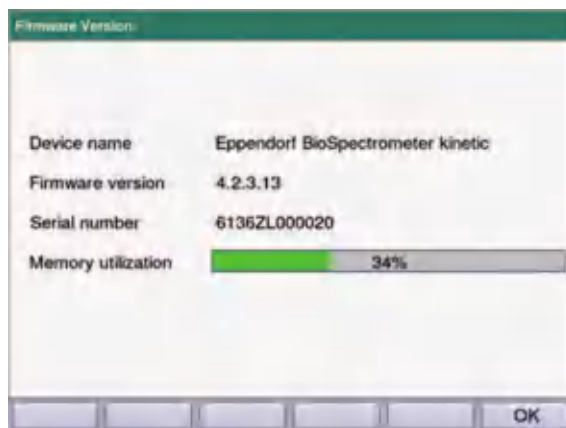 Firmware Version
Device name Eppendorf BioSpectrometer kinetic
Firmware version 4.2.3.13
Serial number 6136ZL000020
Memory utilization 34%
OK